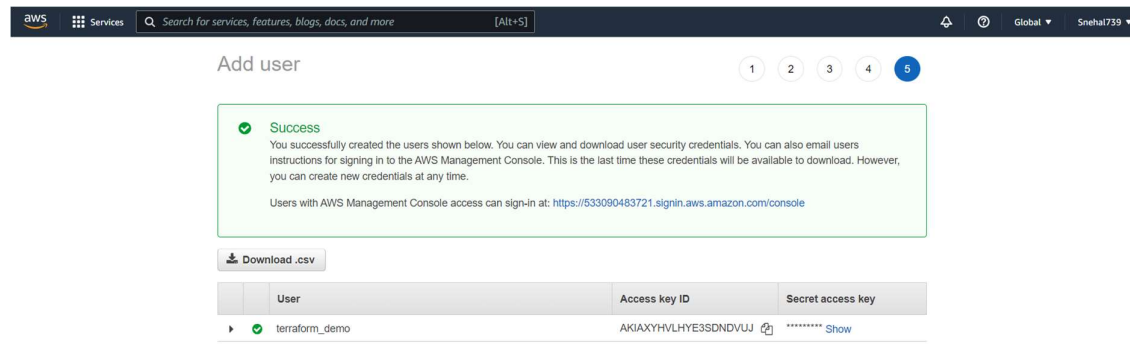 aws Services Search for services, features, blogs, docs, and more [Alt+S] Global Snehal739
Add user 1 2 3 4 5
Success
You successfully created the users shown below. You can view and download user security credentials. You can also email users
instructions for signing in to the AWS Management Console. This is the last time these credentials will be available to download. However,
you can create new credentials at any time.
Users with AWS Management Console access can sign-in at: https://533090483721.signin.aws.amazon.com/console
Download .csv
User Access key ID Secret access key
terraform_demo AKIAXYHVLHYE3SDNDVUJ ********* Show